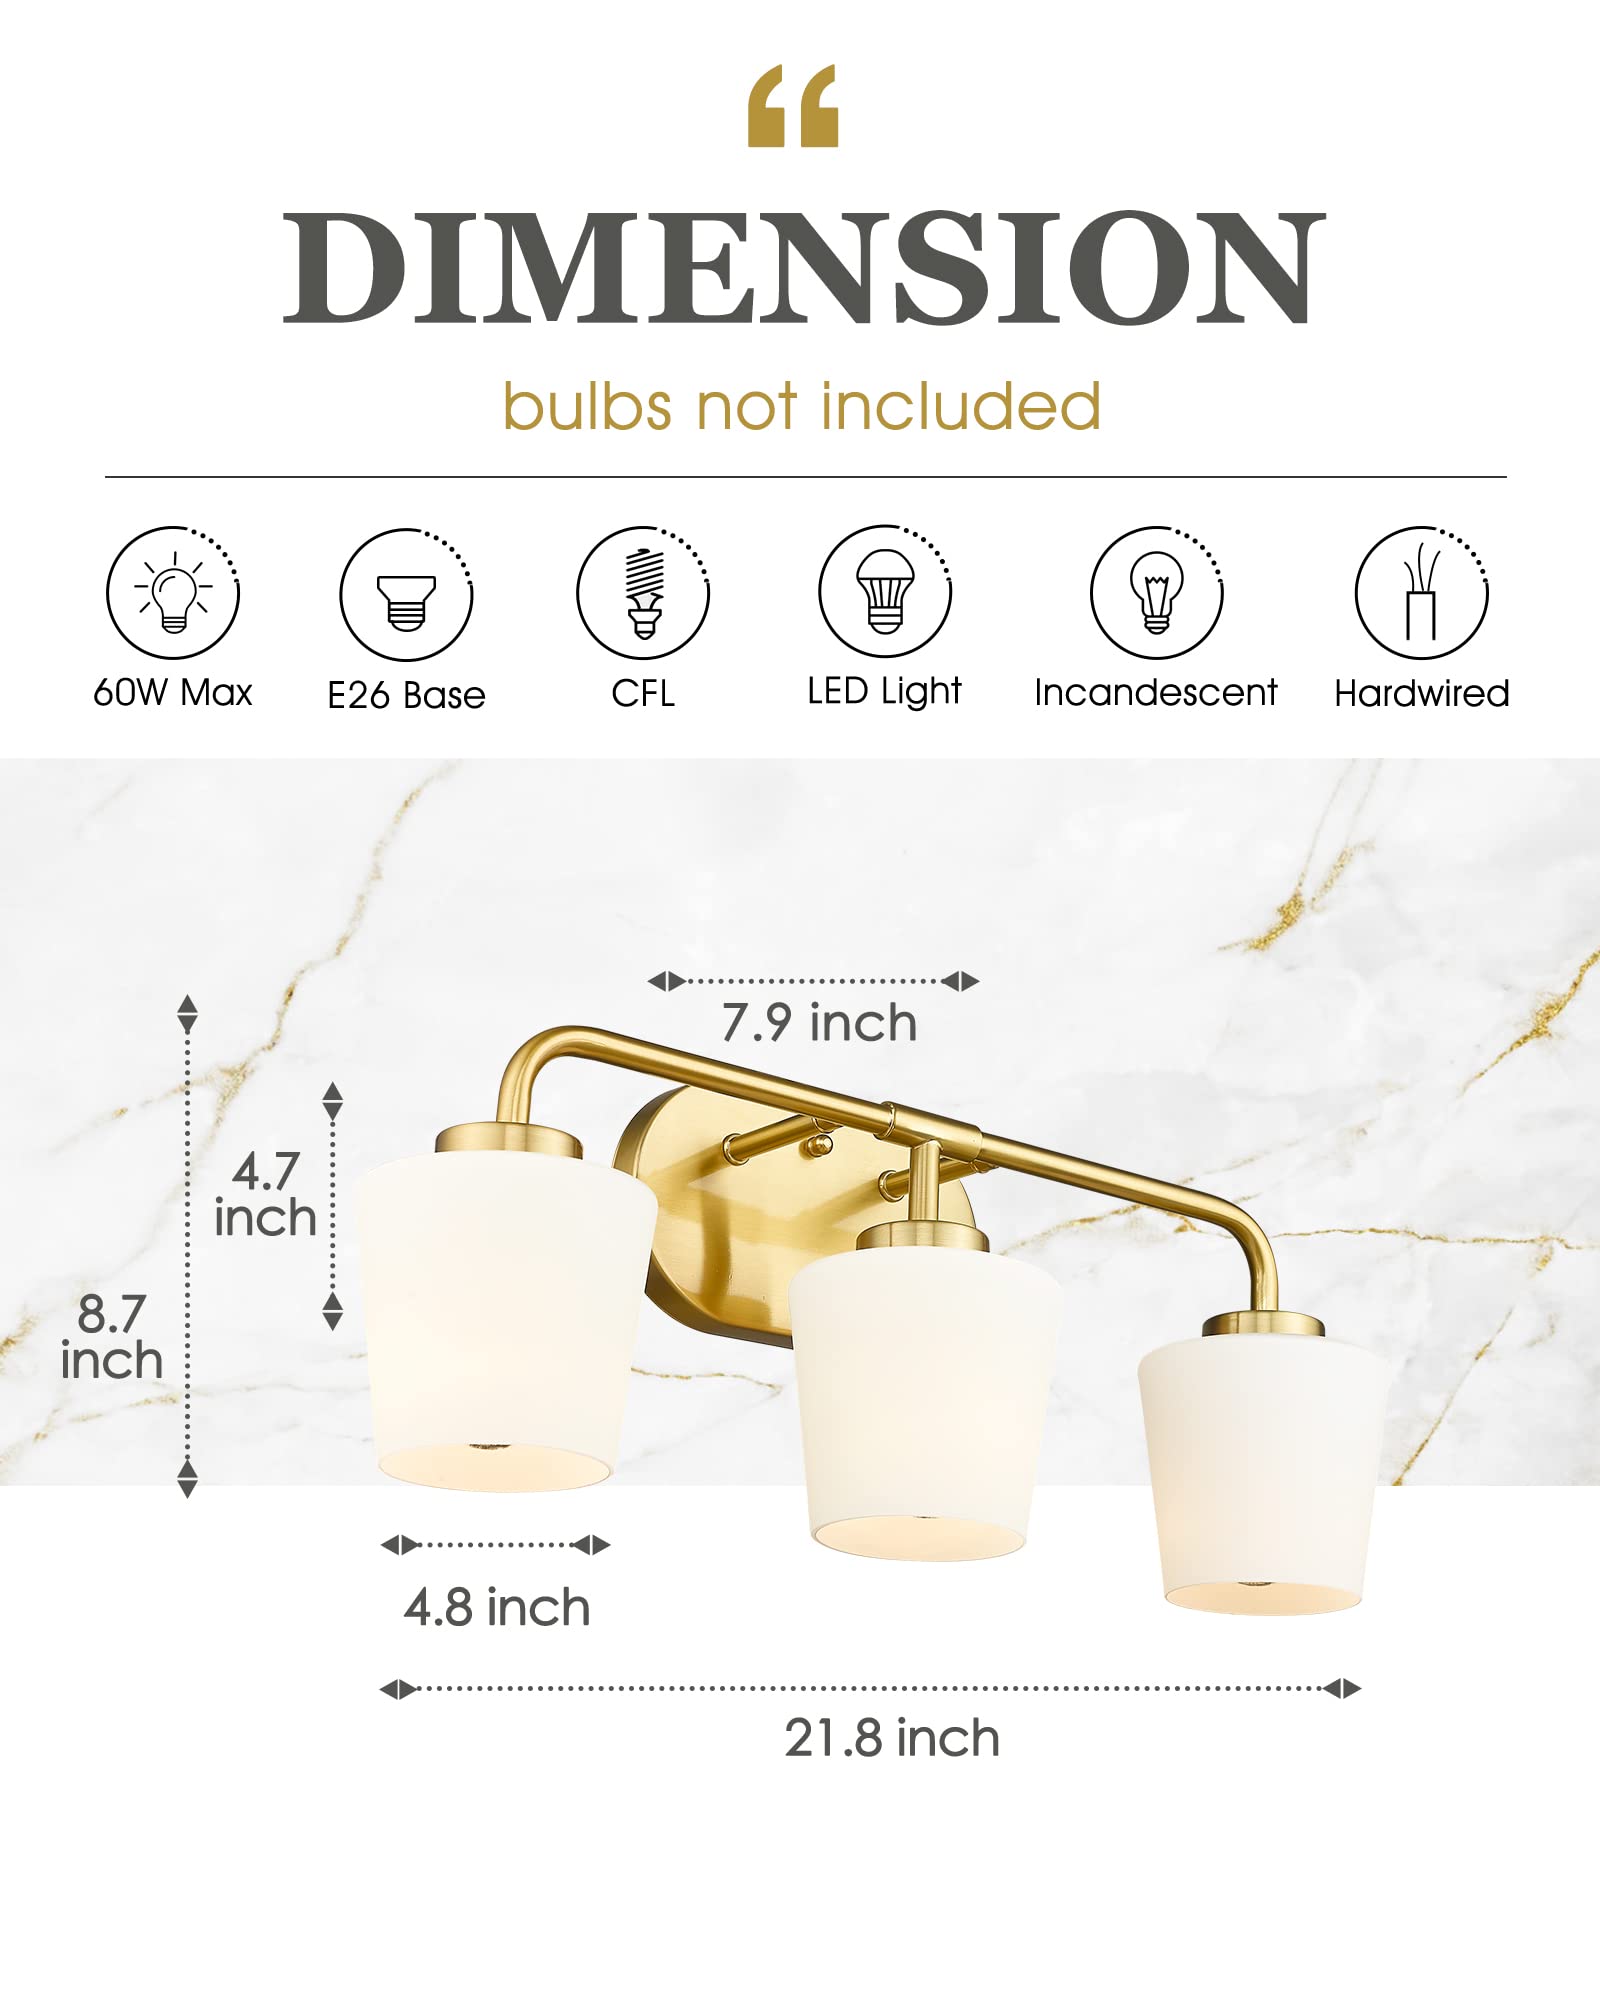 “
DIMENSION
bulbs not included
60W Max
E26 Base
CFL
LED Light
Incandescent
Hardwired
7.9 inch
4.7
inch
8.7
inch
4.8 inch
21.8 inch